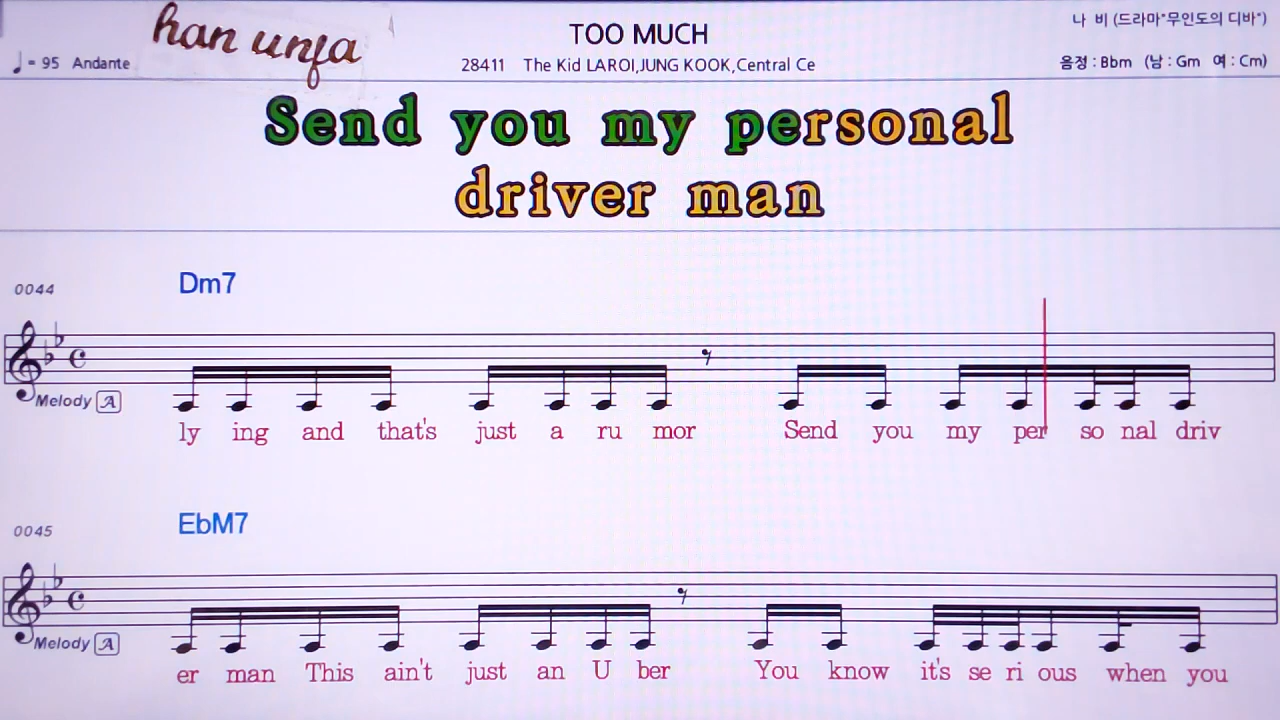 han unfa
TOO MUCH
나 비 (드라마"무인도의 디바")
♩ = 95 Andante
28411 The Kid LAROI,JUNG KOOK,Central Ce
음정 : Bbm (남 : Gm 여 : Cm)
Send you my personal
driver man
0044
Dm7
Melody A
ly ing and that's just a ru mor Send you my per so nal driv
0045
EbM7
Melody A
er man This ain't just an U ber You know it's se ri ous when you